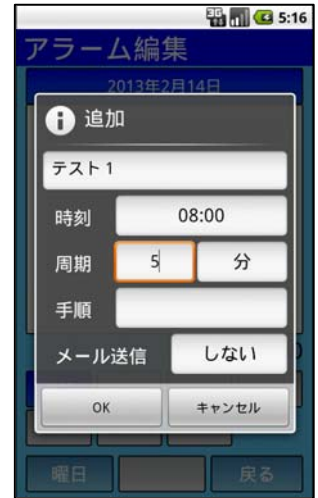 3G 5:16
アラーム編集
2013年2月14日
追加
テスト1
時刻 08:00
周期 5 分
手順
メール送信 しない
OK キャンセル
曜日 戻る